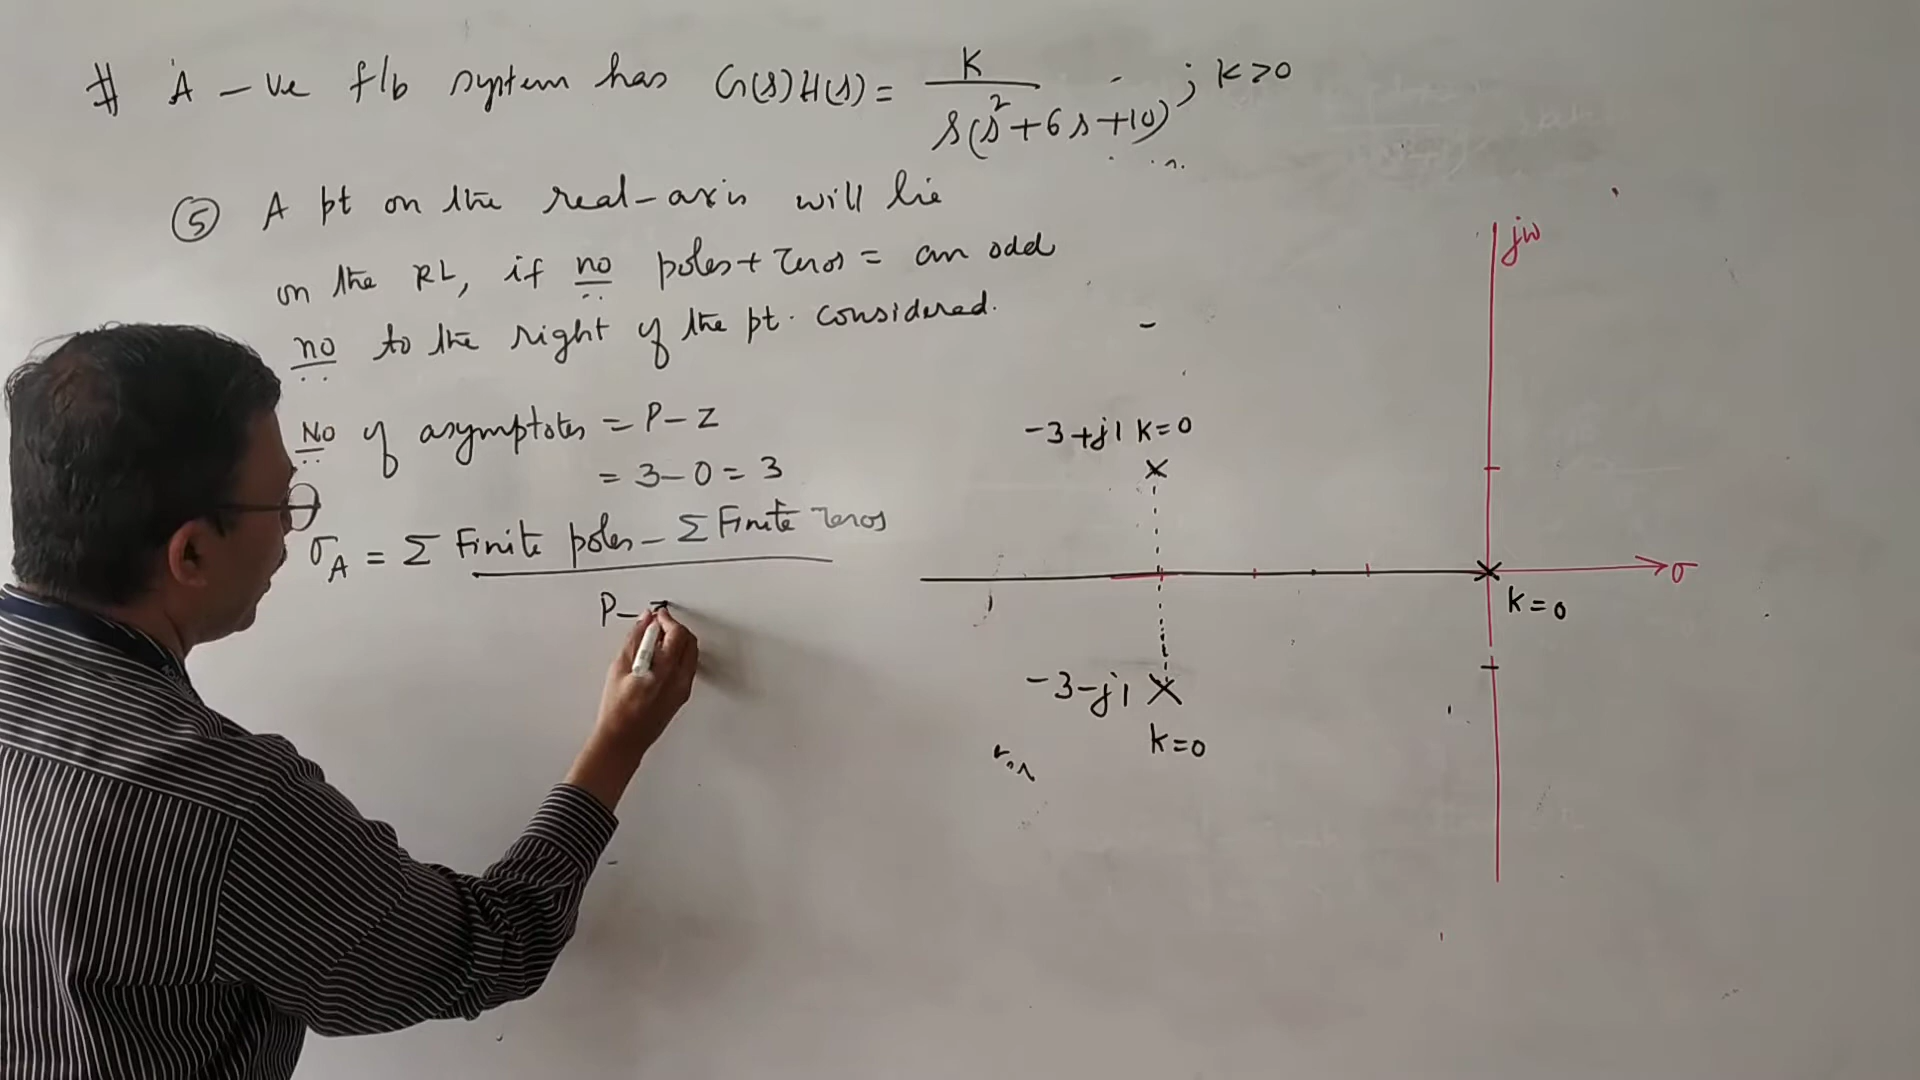 # A -ve f/b system has G(s)H(s) = K / s(s²+6s+10) ; K>0
⑤ A pt on the real-axis will lie
on the RL, if no poles + zeros = an odd
no to the right of the pt. considered.
No of asymptotes = P-Z
= 3-0 = 3
σA = Σ Finite poles - Σ Finite zeros
P-
jω
-3+j1 K=0
σ
K=0
-3-j1
K=0